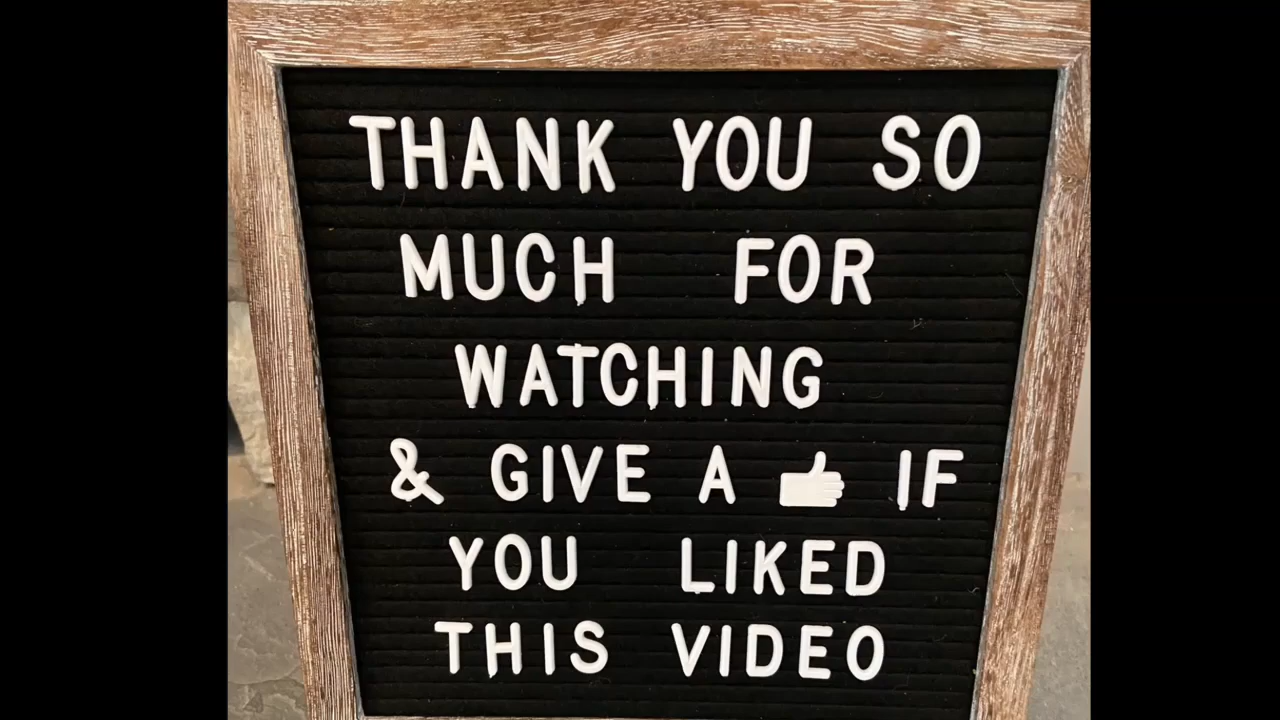 THANK YOU SO
MUCH FOR
WATCHING
& GIVE A 👍 IF
YOU LIKED
THIS VIDEO